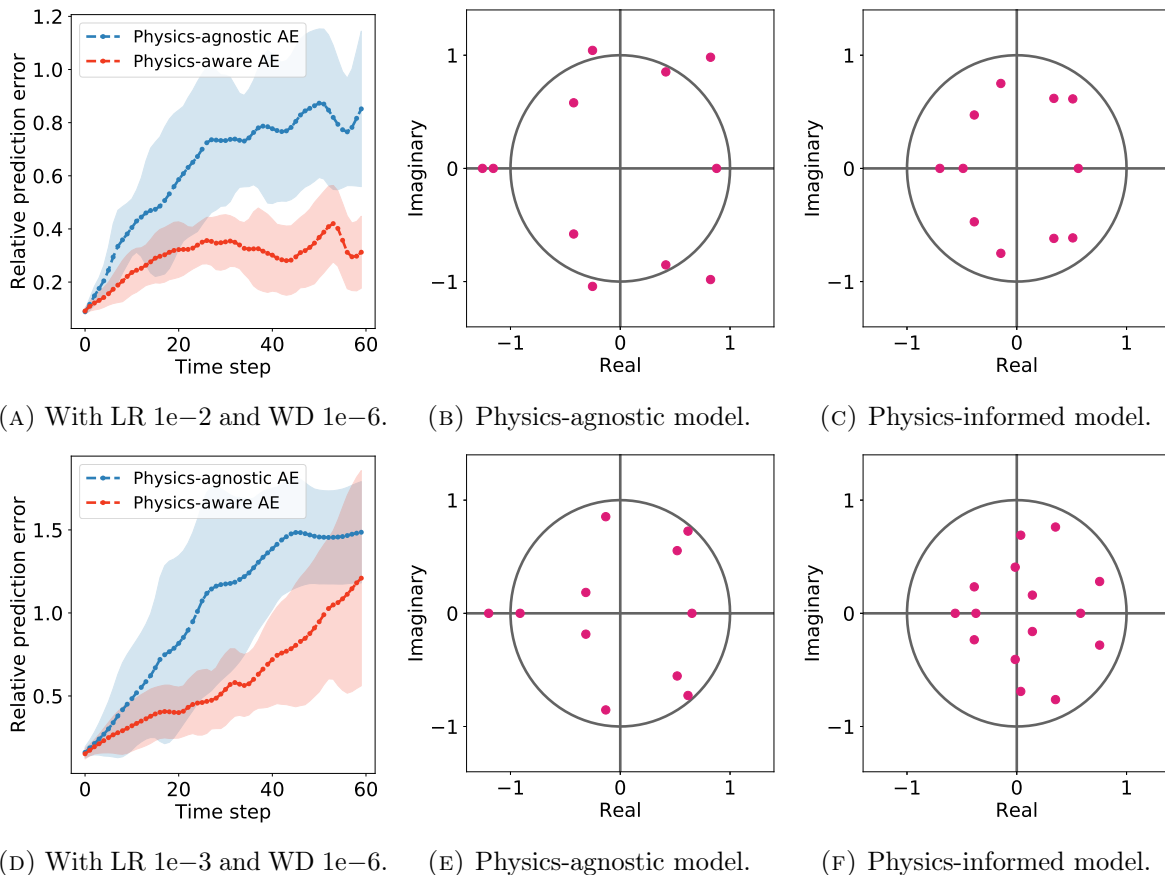 1.2
1.0
0.8
0.6
0.4
0.2
Relative prediction error
Physics-agnostic AE
Physics-aware AE
0 20 40 60
Time step
1
0
−1
Imaginary
−1 0 1
Real
1
0
−1
Imaginary
−1 0 1
Real
(A) With LR 1e−2 and WD 1e−6.
(B) Physics-agnostic model.
(C) Physics-informed model.
1.5
1.0
0.5
Relative prediction error
Physics-agnostic AE
Physics-aware AE
0 20 40 60
Time step
1
0
−1
Imaginary
−1 0 1
Real
1
0
−1
Imaginary
−1 0 1
Real
(D) With LR 1e−3 and WD 1e−6.
(E) Physics-agnostic model.
(F) Physics-informed model.